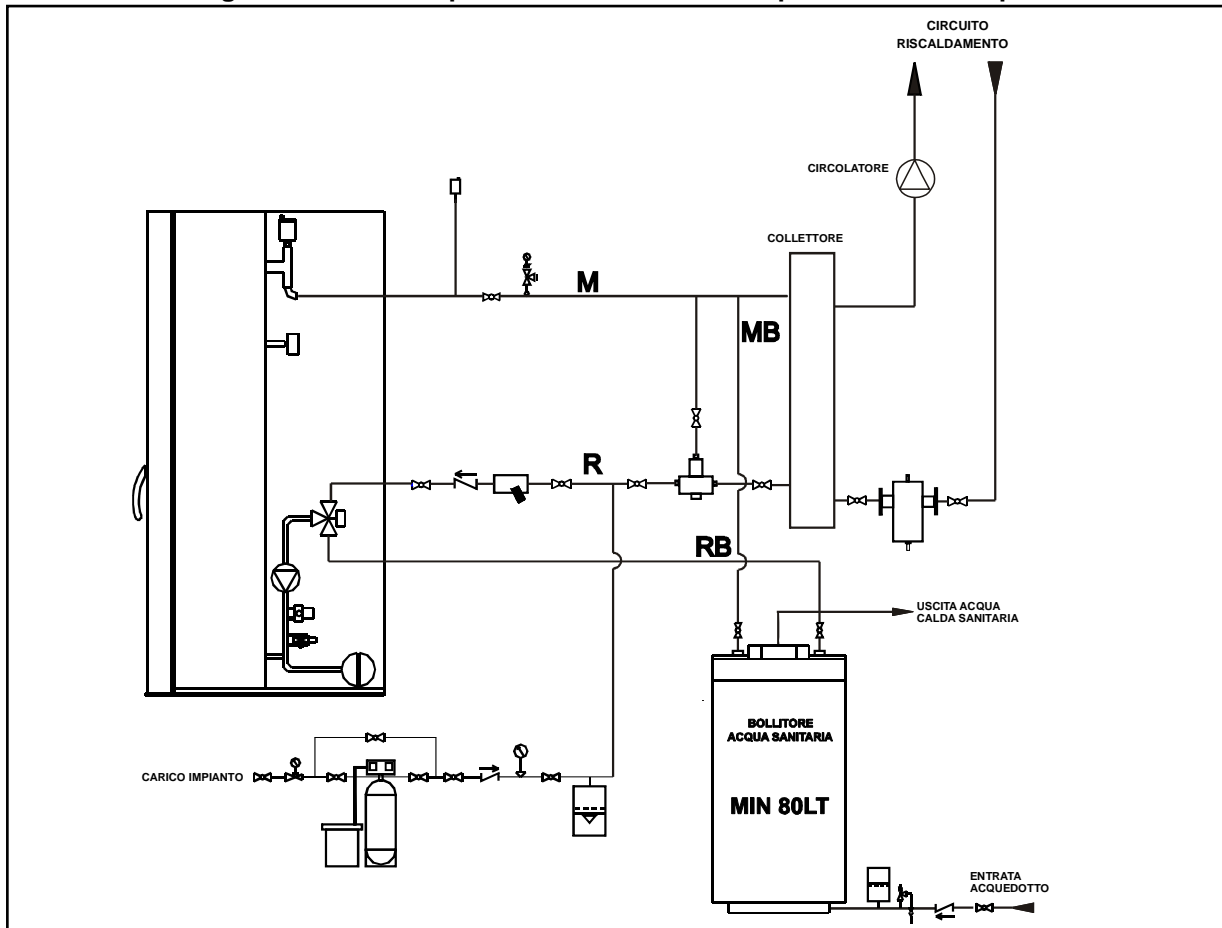 CIRCUITO
RISCALDAMENTO
CIRCOLATORE
COLLETTORE
M
MB
R
RB
USCITA ACQUA
CALDA SANITARIA
BOLLITORE
ACQUA SANITARIA
CARICO IMPIANTO
MIN 80LT
ENTRATA
ACQUEDOTTO